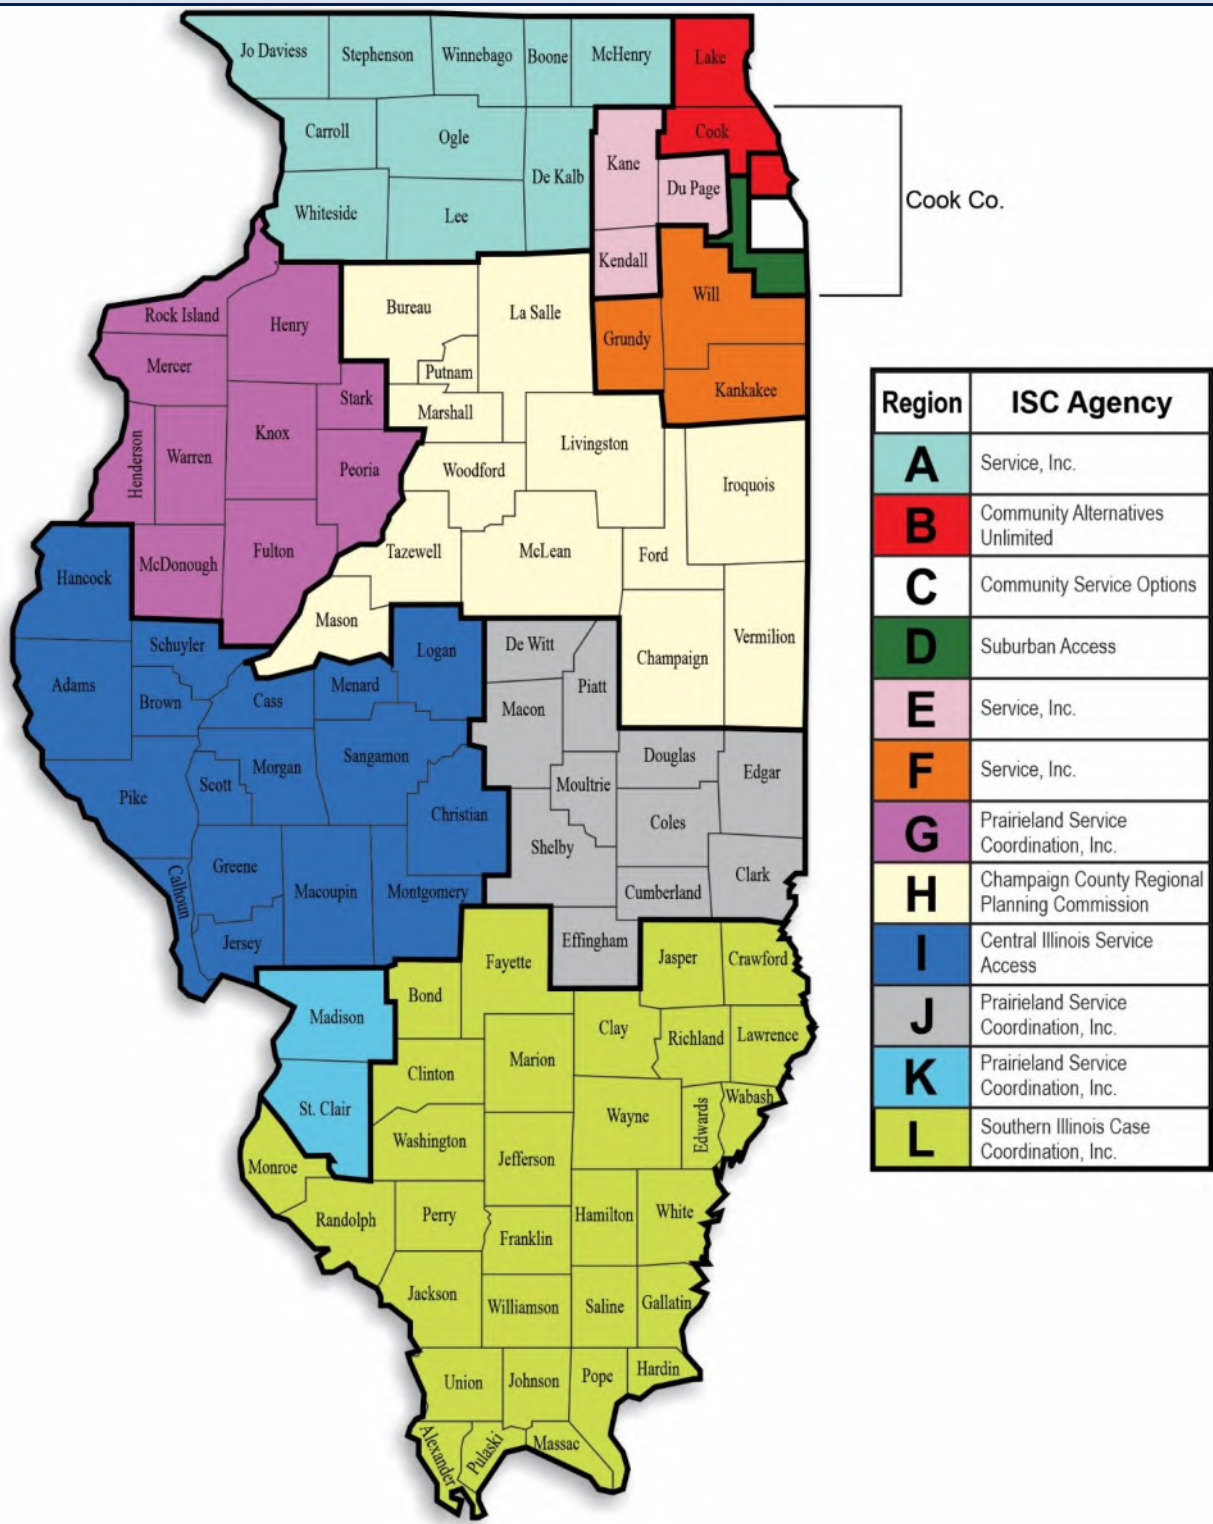 Jo Daviess
Stephenson
Winnebago
Boone
McHenry
Lake
Carroll
Ogle
De Kalb
Kane
Cook
Du Page
Whiteside
Lee
Kendall
Cook Co.
Rock Island
Henry
Bureau
La Salle
Will
Grundy
Mercer
Putnam
Kankakee
Stark
Marshall
Henderson
Warren
Knox
Peoria
Woodford
Livingston
Iroquois
McDonough
Fulton
Tazewell
McLean
Ford
Hancock
Mason
Schuyler
Logan
De Witt
Champaign
Vermilion
Adams
Brown
Cass
Menard
Piatt
Macon
Pike
Scott
Morgan
Sangamon
Christian
Moultrie
Douglas
Edgar
Shelby
Coles
Calhoun
Greene
Macoupin
Montgomery
Cumberland
Clark
Jersey
Effingham
Fayette
Jasper
Crawford
Bond
Madison
Clay
Richland
Lawrence
Marion
Clinton
St. Clair
Wayne
Edwards
Wabash
Washington
Jefferson
Monroe
Randolph
Perry
Hamilton
White
Franklin
Jackson
Williamson
Saline
Gallatin
Union
Johnson
Pope
Hardin
Alexander
Pulaski
Massac
Region ISC Agency
A Service, Inc.
B Community Alternatives
Unlimited
C Community Service Options
D Suburban Access
E Service, Inc.
F Service, Inc.
G Prairieland Service
Coordination, Inc.
H Champaign County Regional
Planning Commission
I Central Illinois Service
Access
J Prairieland Service
Coordination, Inc.
K Prairieland Service
Coordination, Inc.
L Southern Illinois Case
Coordination, Inc.